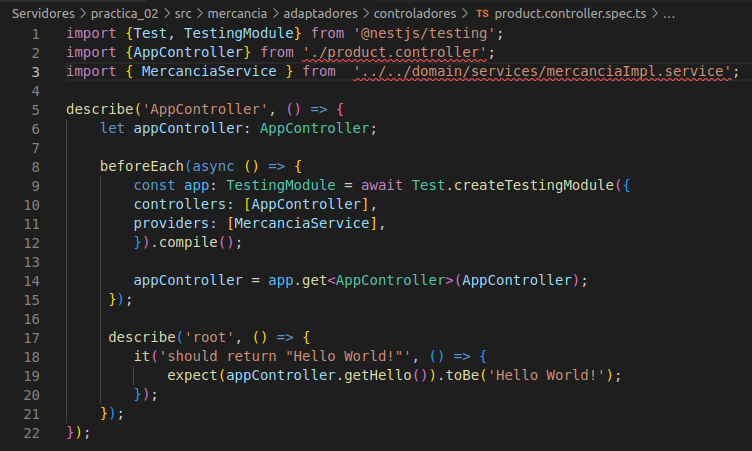 Servidores > practica_02 > src > mercancia > adaptadores > controladores > TS product.controller.spec.ts > ...
1 import {Test, TestingModule} from '@nestjs/testing';
2 import {AppController} from './product.controller';
3 import { MercanciaService } from  '../../domain/services/mercanciaImpl.service';
4
5 describe('AppController', () => {
6     let appController: AppController;
7
8     beforeEach(async () => {
9         const app: TestingModule = await Test.createTestingModule({
10         controllers: [AppController],
11         providers: [MercanciaService],
12         }).compile();
13
14         appController = app.get<AppController>(AppController);
15      });
16
17      describe('root', () => {
18         it('should return "Hello World!"', () => {
19             expect(appController.getHello()).toBe('Hello World!');
20         });
21     });
22 });